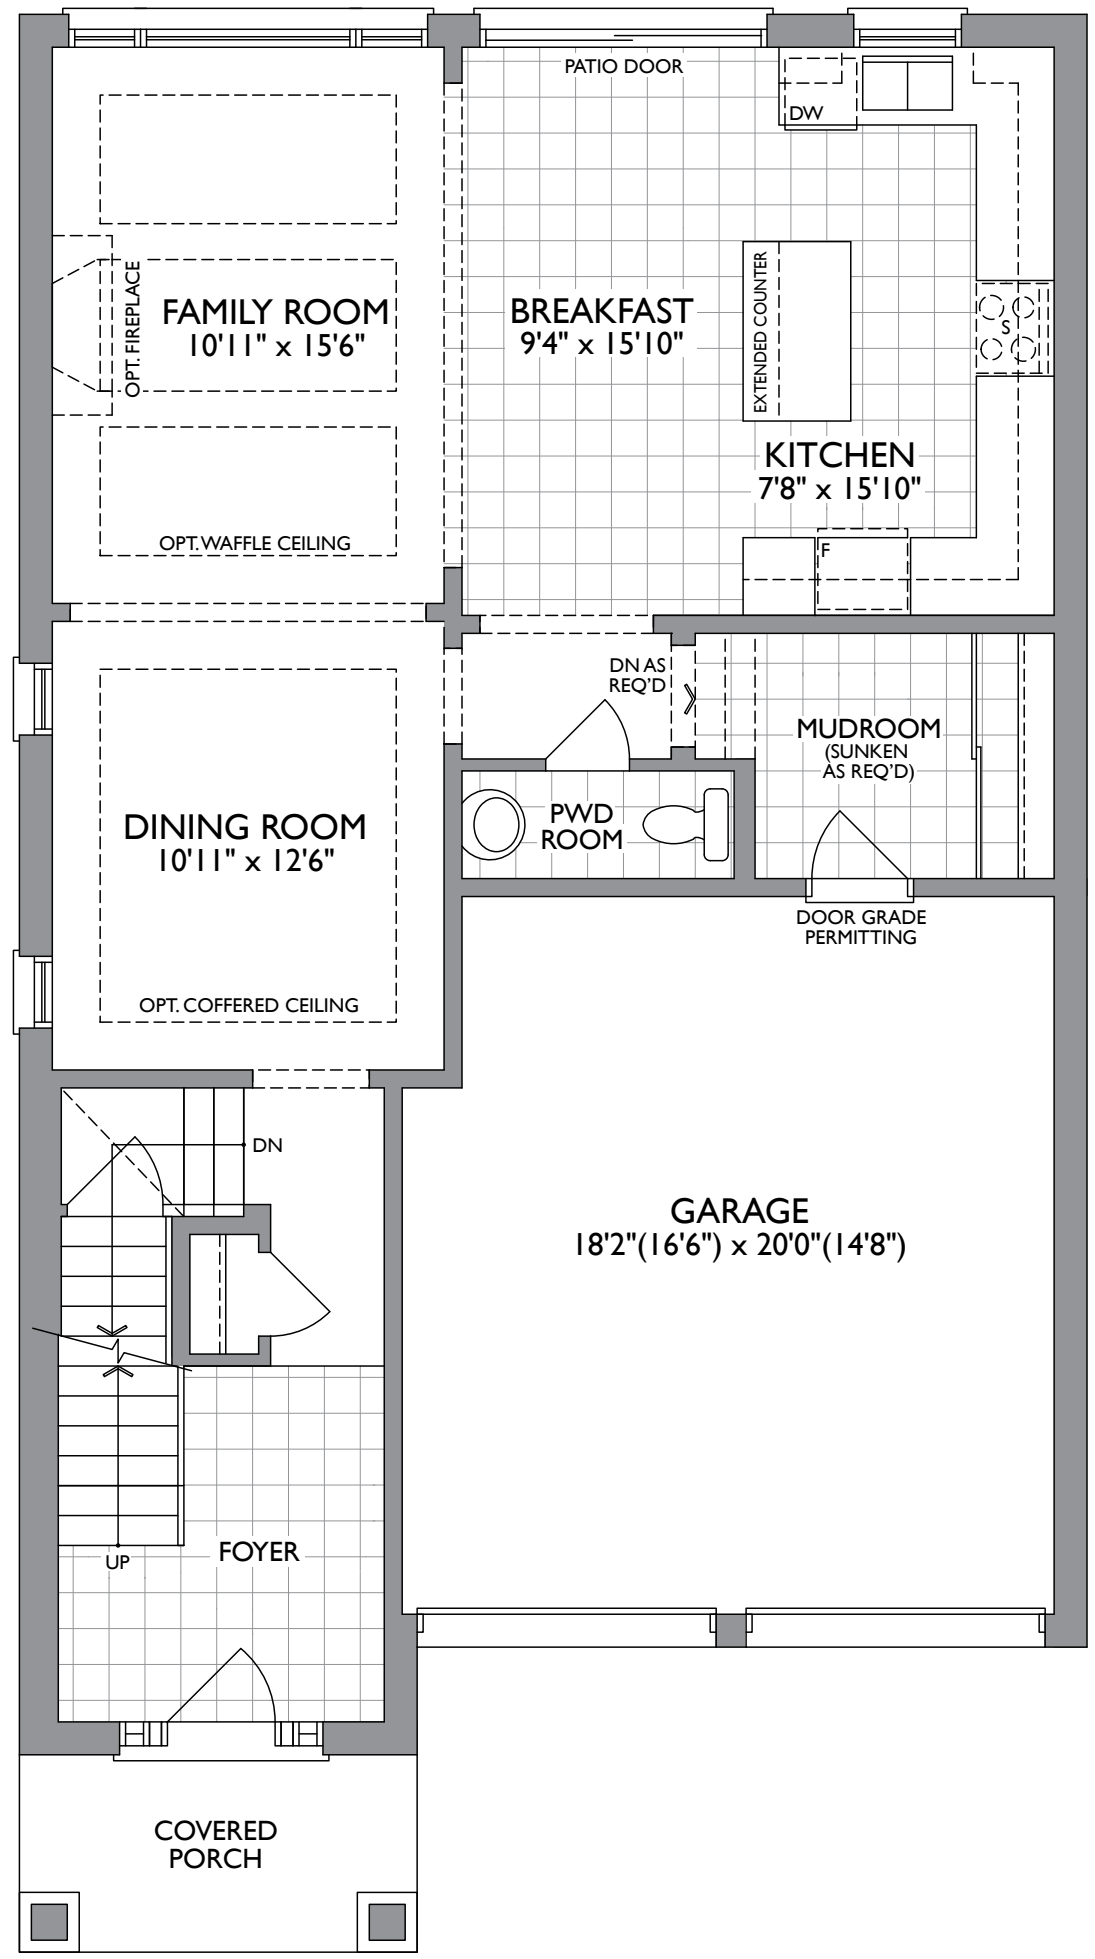 PATIO DOOR
DW
OPT. FIREPLACE
FAMILY ROOM
10'11" x 15'6"
BREAKFAST
9'4" x 15'10"
EXTENDED COUNTER
S
KITCHEN
7'8" x 15'10"
OPT. WAFFLE CEILING
F
DN AS
REQ'D
MUDROOM
(SUNKEN
AS REQ'D)
DINING ROOM
10'11" x 12'6"
PWD
ROOM
DOOR GRADE
PERMITTING
OPT. COFFERED CEILING
DN
GARAGE
18'2"(16'6") x 20'0"(14'8")
FOYER
UP
COVERED
PORCH